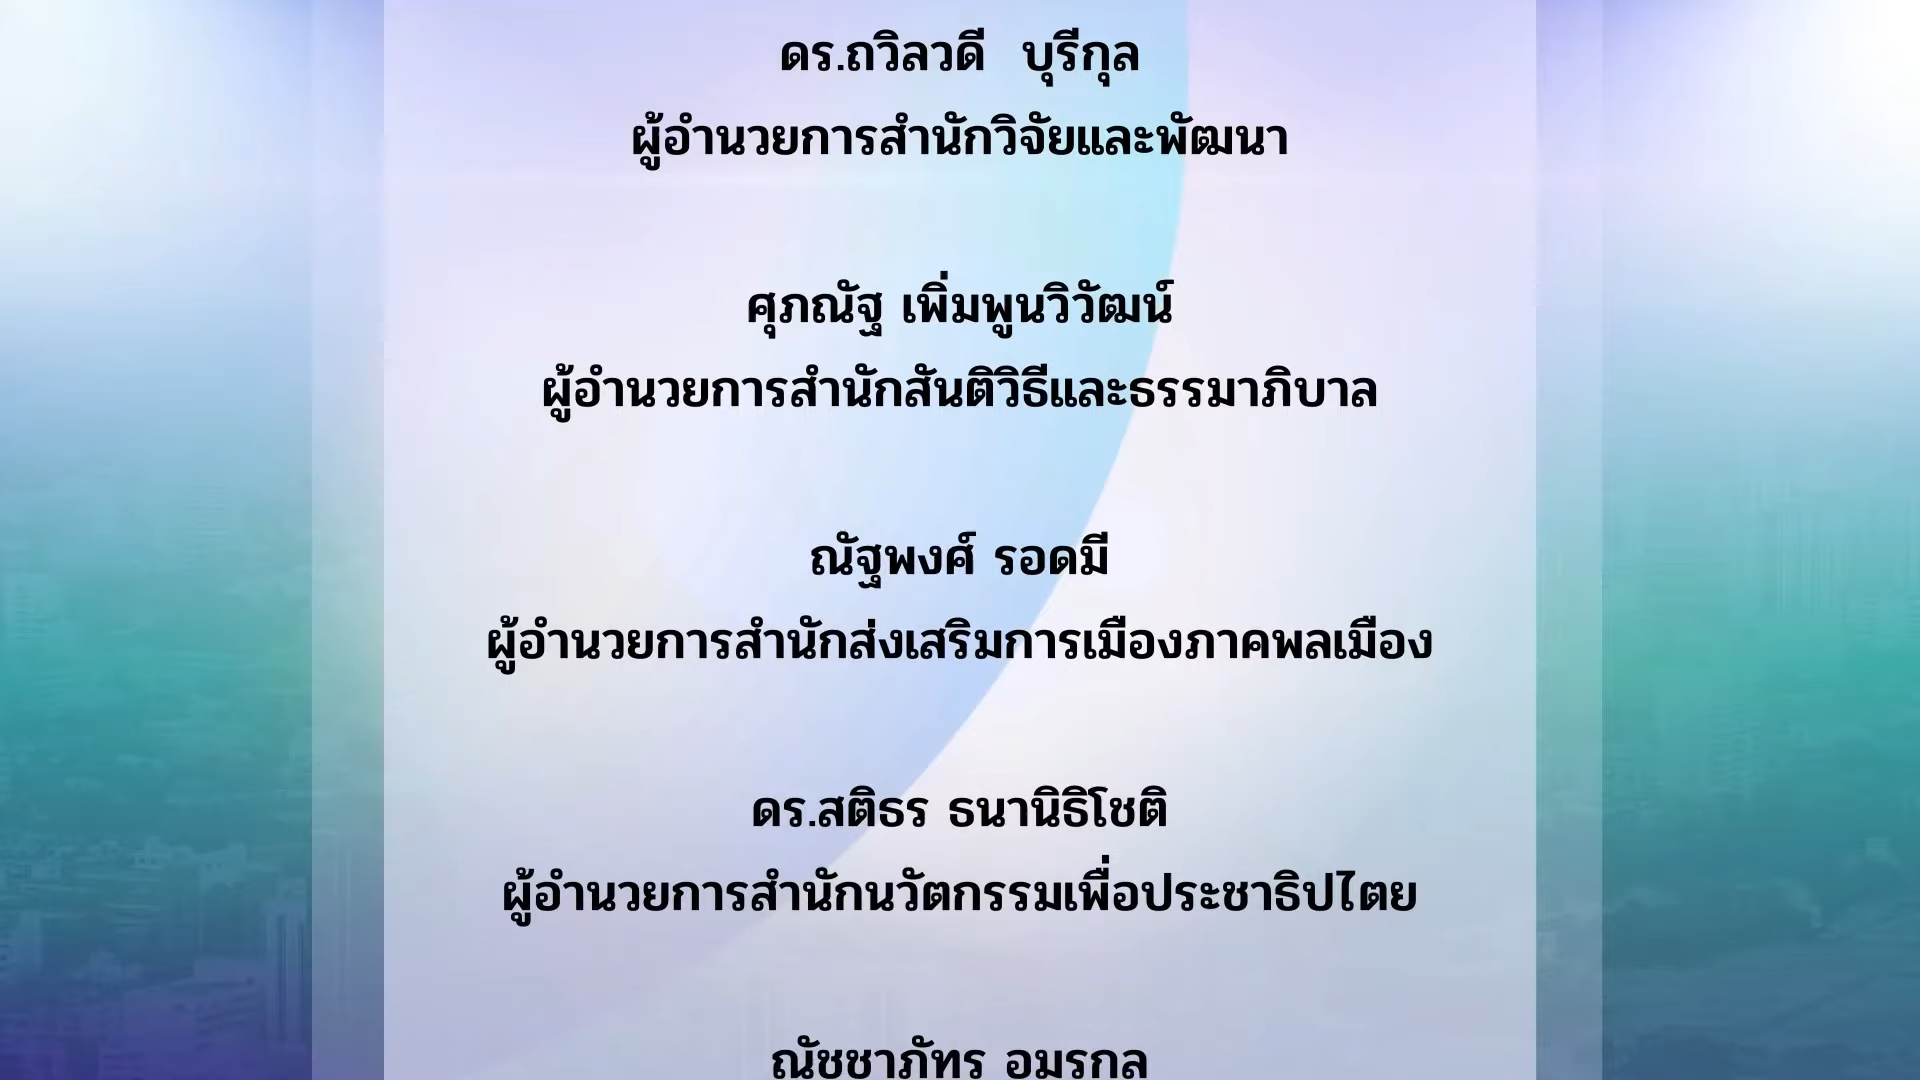 ดร.ถวิลวดี บุรีกุล
ผู้อำนวยการสำนักวิจัยและพัฒนา
ศุภณัฐ เพิ่มพูนวิวัฒน์
ผู้อำนวยการสำนักสันติวิธีและธรรมาภิบาล
ณัฐพงศ์ รอดมี
ผู้อำนวยการสำนักส่งเสริมการเมืองภาคพลเมือง
ดร.สติธร ธนานิธิโชติ
ผู้อำนวยการสำนักนวัตกรรมเพื่อประชาธิปไตย
ณัชชาภัทร